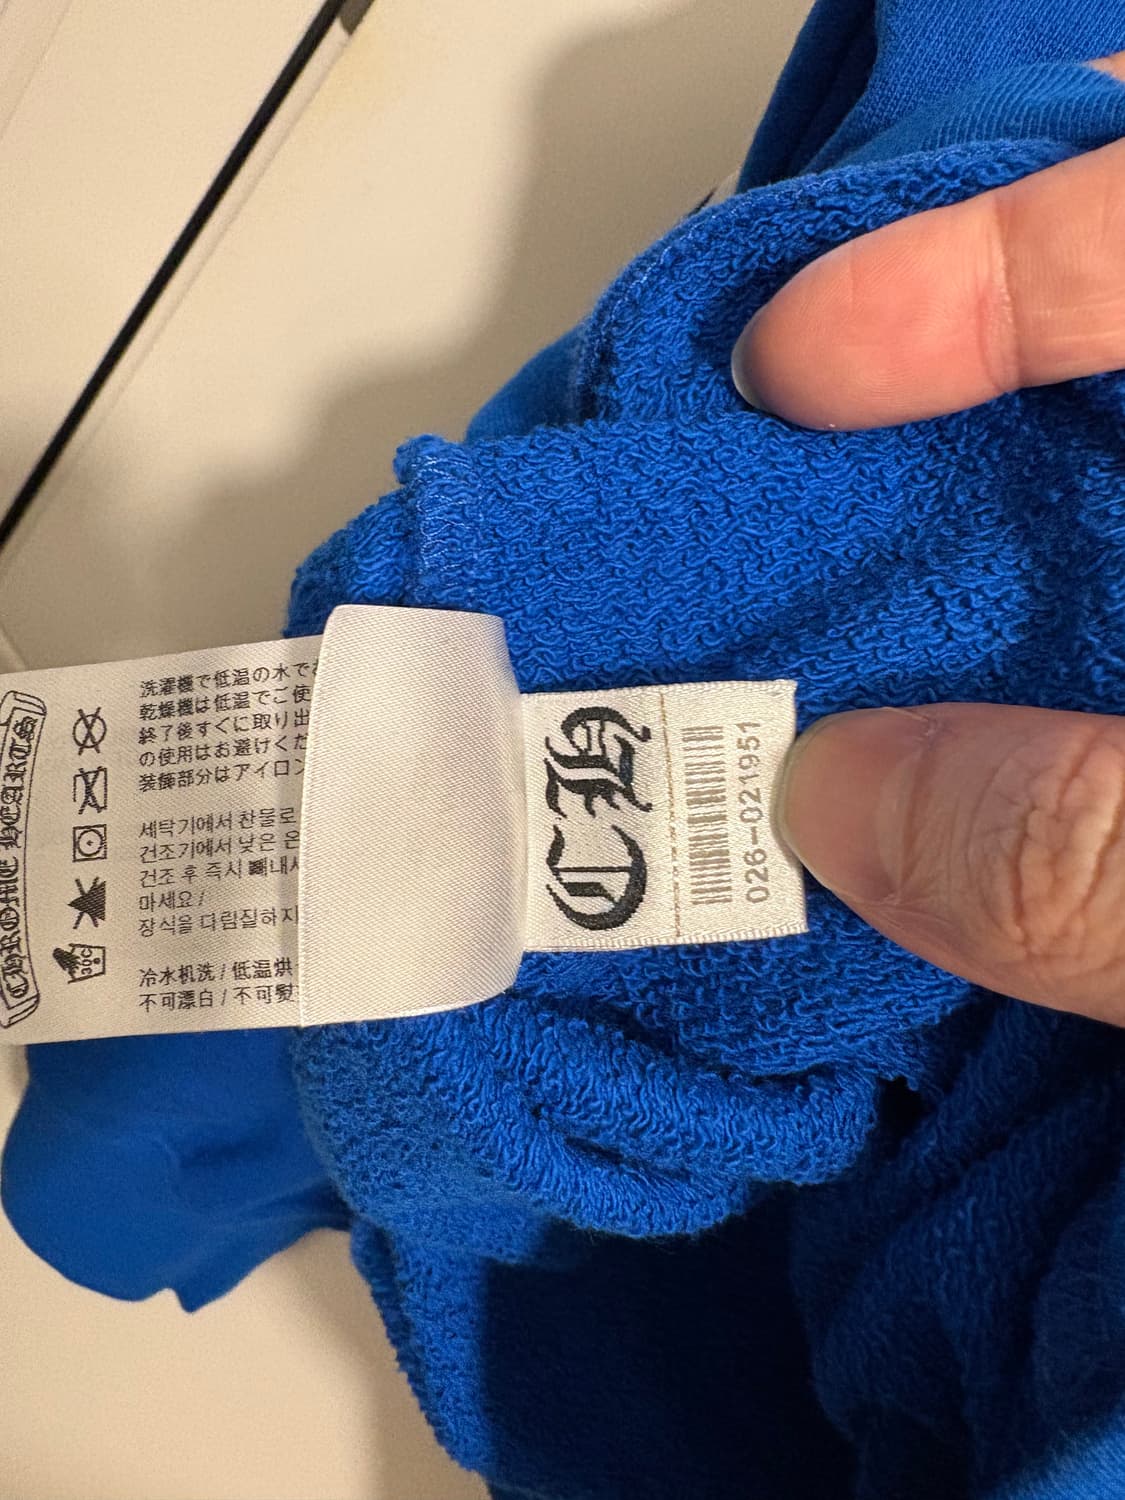 CHROME HEARTS
30C
洗濯機で低温の水で
乾燥機は低温でご使
終了後すぐに取り出
の使用はお避けくだ
装飾部分はアイロン
세탁기에서 찬물로
건조기에서 낮은 온
건조 후 즉시 빼내
마세요 /
장식을 다림질하지
冷水机洗 / 低温烘
不可漂白 / 不可熨
CH
026-021951